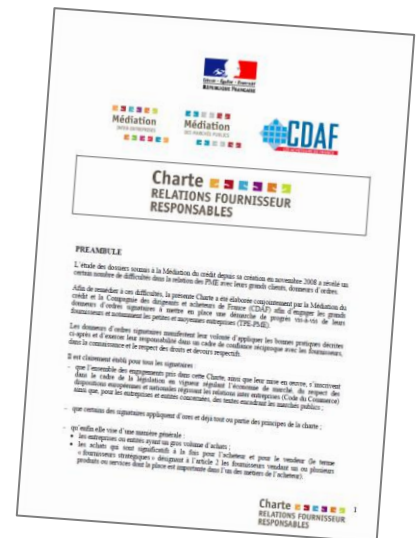 Liberté • Égalité • Fraternité
RÉPUBLIQUE FRANÇAISE
Médiation
INTER-ENTREPRISES
Médiation
DES MARCHÉS PUBLICS
CDAF
Charte
RELATIONS FOURNISSEUR
RESPONSABLES
PREAMBULE
L'étude des dossiers soumis à la Médiation du crédit depuis sa création en novembre 2008 a révélé un
certain nombre de difficultés dans la relation des PME avec leurs grands clients, donneurs d'ordres.
Afin de remédier à ces difficultés, la présente Charte a été élaborée conjointement par la Médiation du
crédit et la Compagnie des dirigeants et acheteurs de France (CDAF) afin d'engager les grands
donneurs d'ordres signataires à mettre en place une démarche de progrès vis-à-vis de leurs
fournisseurs et notamment les petites et moyennes entreprises (TPE-PME).
Les donneurs d'ordres signataires manifestent leur volonté d'appliquer les bonnes pratiques décrites
ci-après et d'exercer leur responsabilité dans un cadre de confiance réciproque avec les fournisseurs,
dans la connaissance et le respect des droits et devoirs respectifs.
Il est clairement établi pour tous les signataires :
- que l'ensemble des engagements pris dans cette Charte, ainsi que leur mise en œuvre, s'inscrivent
dans le cadre de la législation en vigueur régulant l'économie de marché, du respect des
dispositions européennes et nationales régissant les relations inter entreprises (Code du Commerce)
ainsi que, pour les entreprises et entités concernées, des textes encadrant les marchés publics ;
- que certains des signataires appliquent d'ores et déjà tout ou partie des principes de la charte ;
- qu'enfin elle vise d'une manière générale :
• les entreprises ou entités ayant un gros volume d'achats ;
• les achats qui sont significatifs à la fois pour l'acheteur et pour le vendeur (le terme
« fournisseurs stratégiques » désignant à l'article 2 les fournisseurs vendant un ou plusieurs
produits ou services dont la place est importante dans l'un des métiers de l'acheteur).
Charte
RELATIONS FOURNISSEUR
RESPONSABLES
1